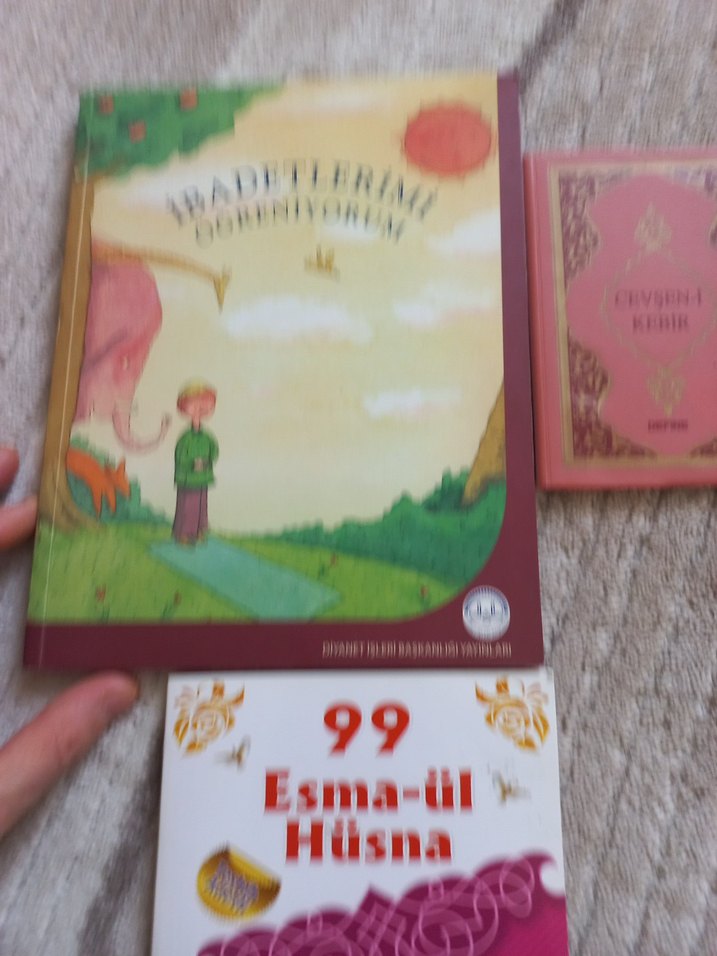 İBADETLERİMİ
ÖĞRENİYORUM
DİYANET İŞLERİ BAŞKANLIĞI YAYINLARI
CEVŞEN-İ
KEBİR
99
Esma-ül
Hüsna